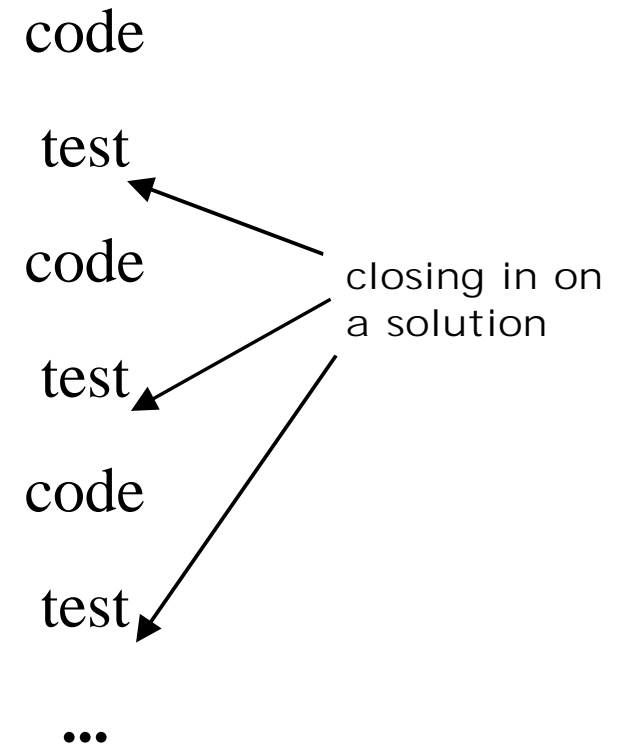 code
test
code
closing in on
a solution
test
code
test
...